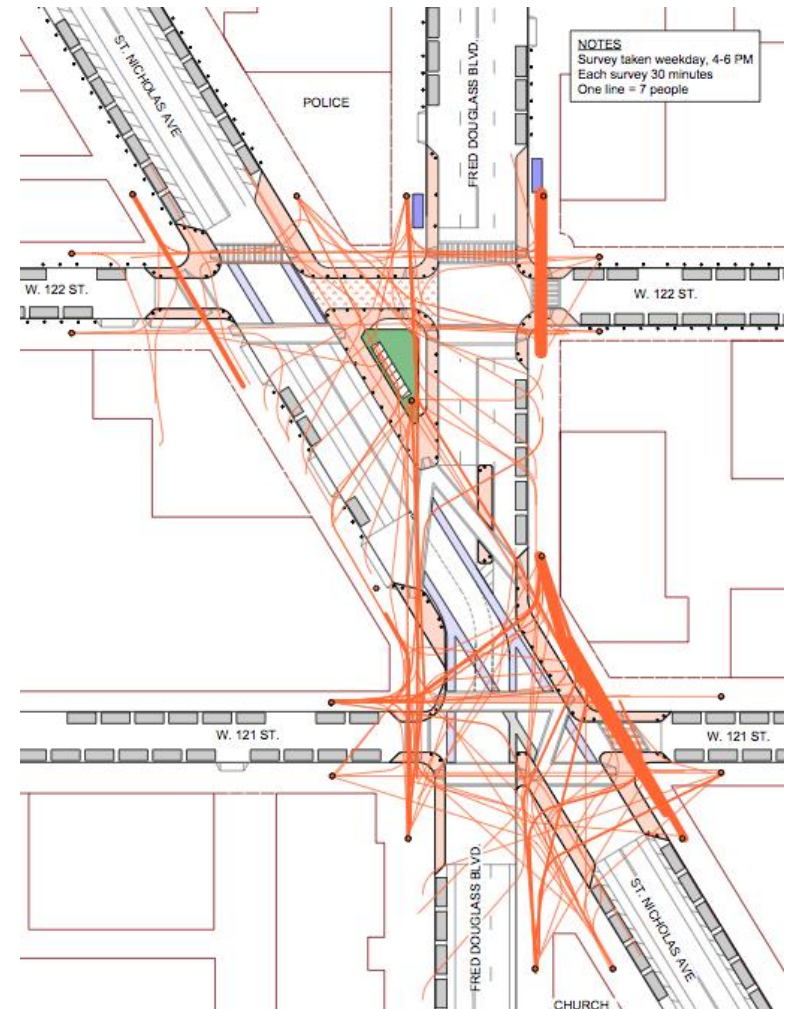 ST. NICHOLAS AVE
POLICE
FRED DOUGLASS BLVD.
NOTES
Survey taken weekday, 4-6 PM
Each survey 30 minutes
One line = 7 people
W. 122 ST.
W. 122 ST.
W. 121 ST.
W. 121 ST.
FRED DOUGLASS BLVD.
ST. NICHOLAS AVE
CHURCH